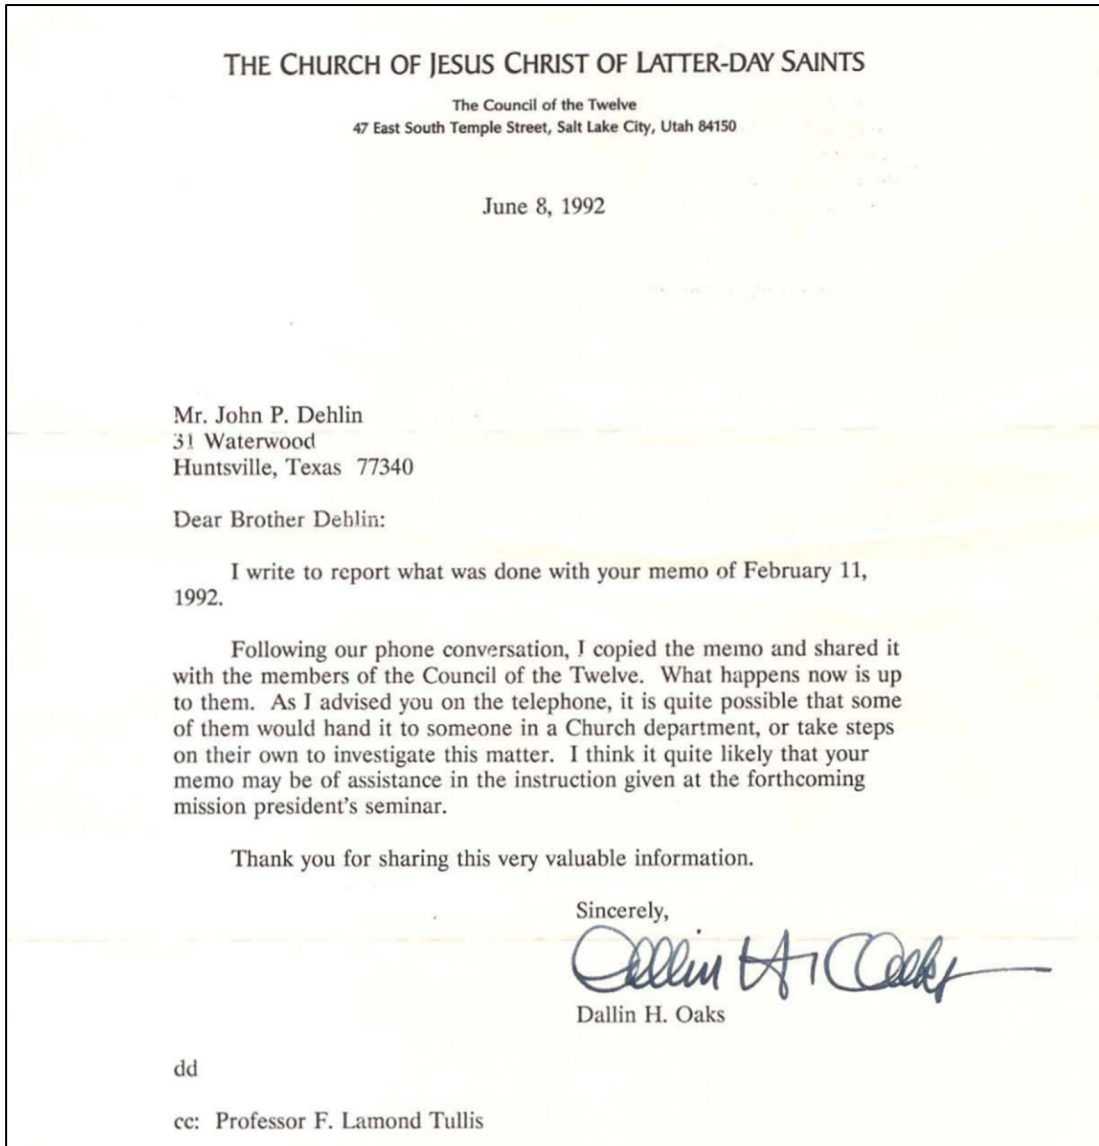 THE CHURCH OF JESUS CHRIST OF LATTER-DAY SAINTS
The Council of the Twelve
47 East South Temple Street, Salt Lake City, Utah 84150
June 8, 1992
Mr. John P. Dehlin
31 Waterwood
Huntsville, Texas 77340
Dear Brother Dehlin:
I write to report what was done with your memo of February 11,
1992.
Following our phone conversation, I copied the memo and shared it
with the members of the Council of the Twelve. What happens now is up
to them. As I advised you on the telephone, it is quite possible that some
of them would hand it to someone in a Church department, or take steps
on their own to investigate this matter. I think it quite likely that your
memo may be of assistance in the instruction given at the forthcoming
mission president's seminar.
Thank you for sharing this very valuable information.
Sincerely,
Dallin H. Oaks
Dallin H. Oaks
dd
cc: Professor F. Lamond Tullis